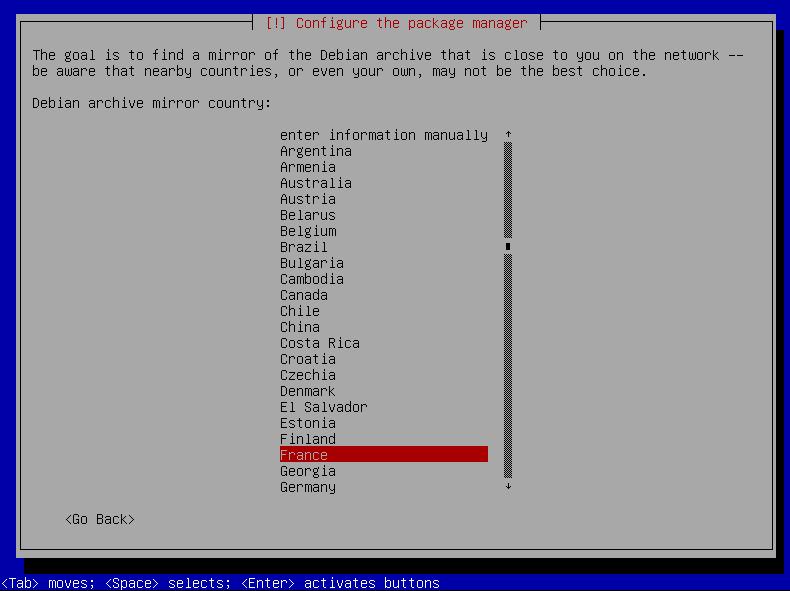 [!] Configure the package manager
The goal is to find a mirror of the Debian archive that is close to you on the network --
be aware that nearby countries, or even your own, may not be the best choice.
Debian archive mirror country:
enter information manually
Argentina
Armenia
Australia
Austria
Belarus
Belgium
Brazil
Bulgaria
Cambodia
Canada
Chile
China
Costa Rica
Croatia
Czechia
Denmark
El Salvador
Estonia
Finland
France
Georgia
Germany
<Go Back>
<Tab> moves; <Space> selects; <Enter> activates buttons